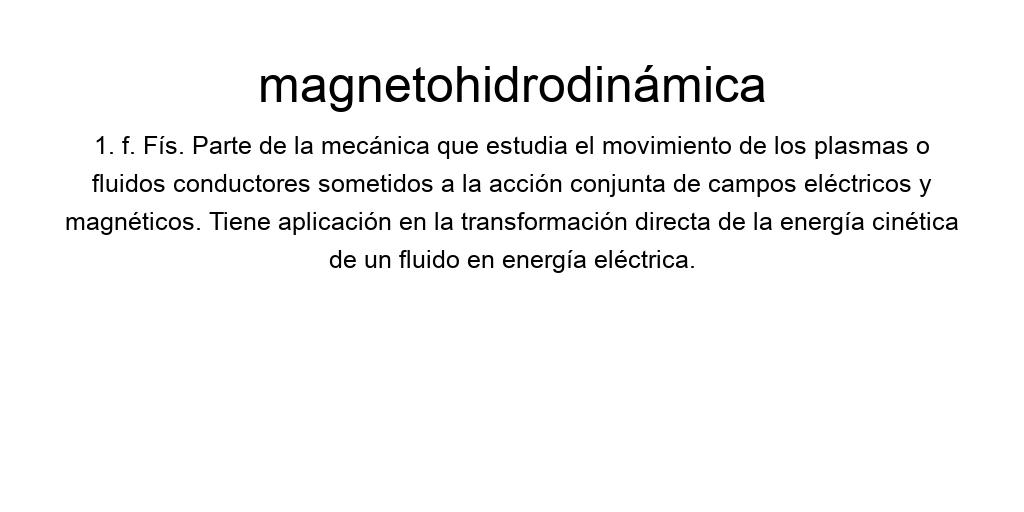 magnetohidrodinámica
1. f. Fís. Parte de la mecánica que estudia el movimiento de los plasmas o
fluidos conductores sometidos a la acción conjunta de campos eléctricos y
magnéticos. Tiene aplicación en la transformación directa de la energía cinética
de un fluido en energía eléctrica.